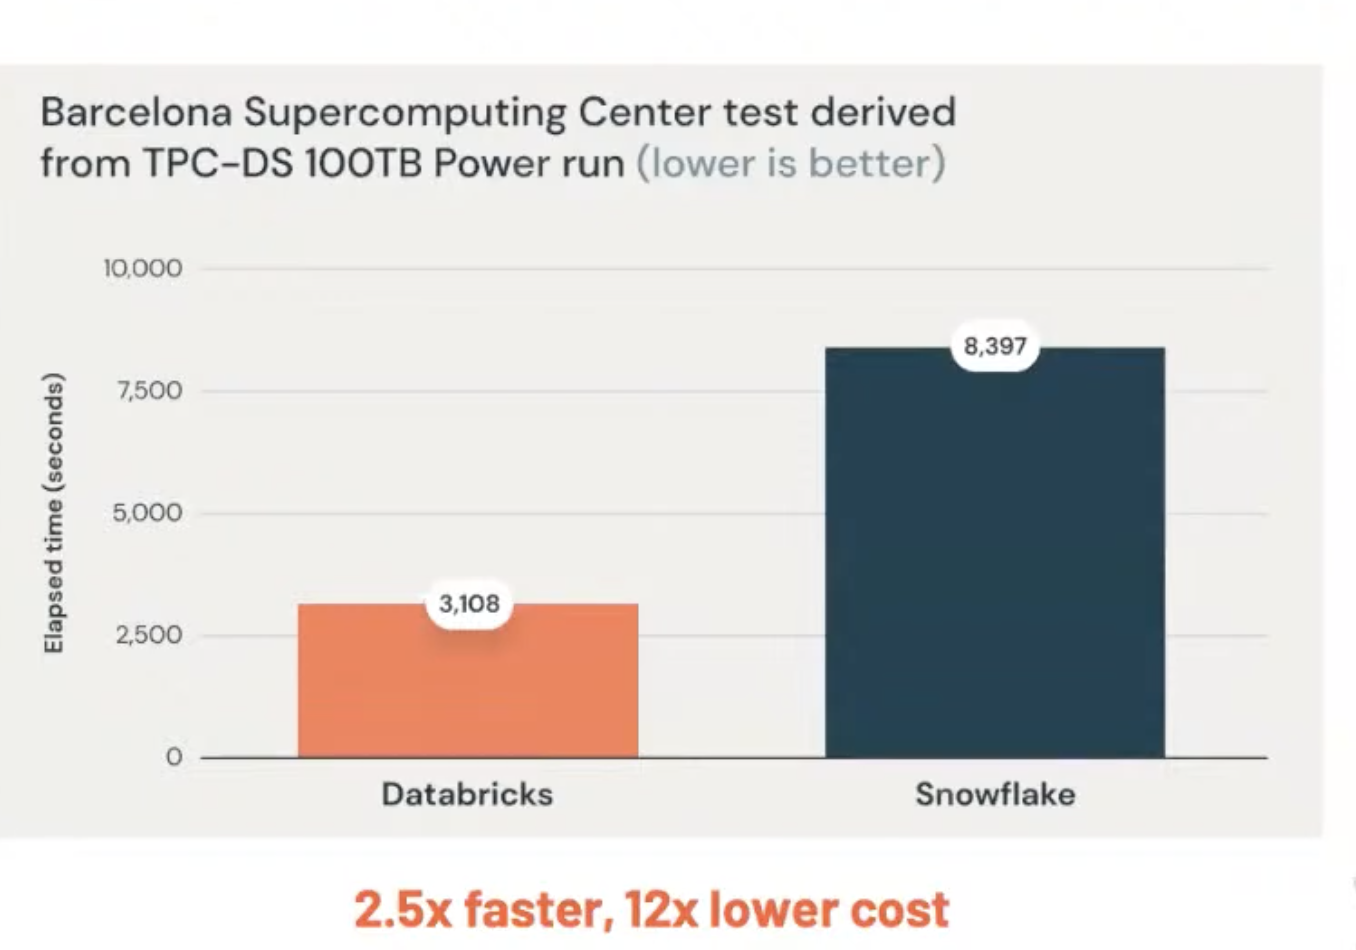 Barcelona Supercomputing Center test derived
from TPC-DS 100TB Power run (lower is better)
Elapsed time (seconds)
10,000
7,500
5,000
2,500
0
3,108
8,397
Databricks
Snowflake
2.5x faster, 12x lower cost